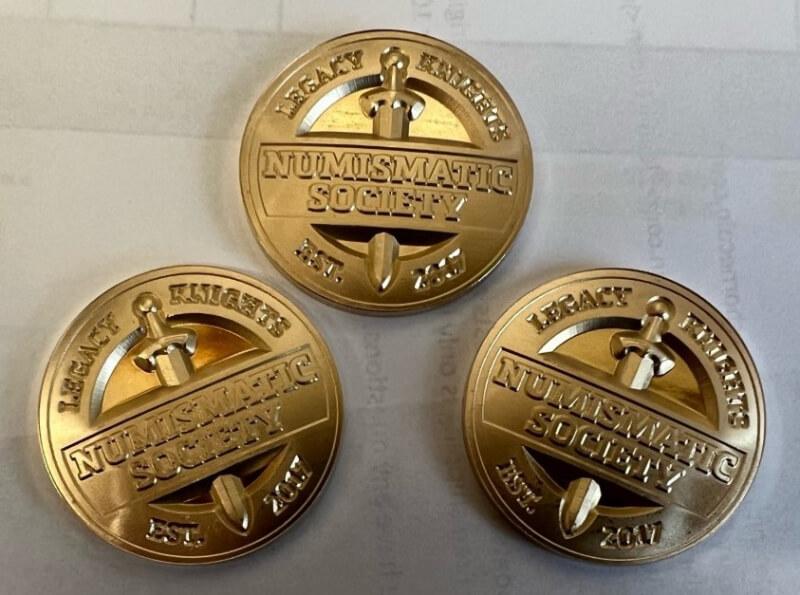 LEGACY KNIGHTS
NUMISMATIC
SOCIETY
EST. 2017
LEGACY KNIGHTS
NUMISMATIC
SOCIETY
EST. 2017
LEGACY KNIGHTS
NUMISMATIC
SOCIETY
EST. 2017